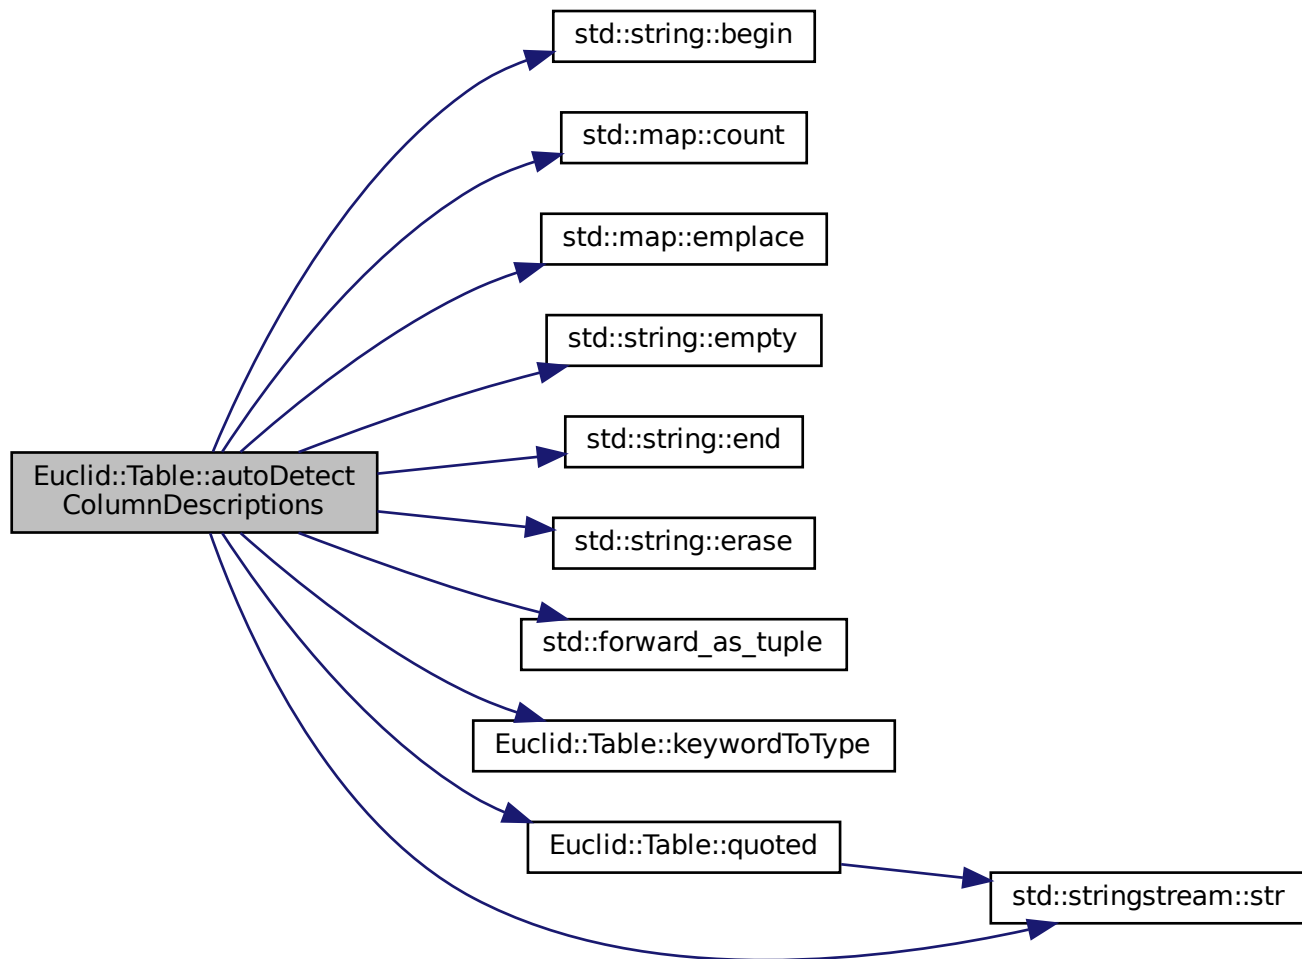 std::string::begin
std::map::count
std::map::emplace
std::string::empty
std::string::end
Euclid::Table::autoDetect
ColumnDescriptions
std::string::erase
std::forward_as_tuple
Euclid::Table::keywordToType
Euclid::Table::quoted
std::stringstream::str